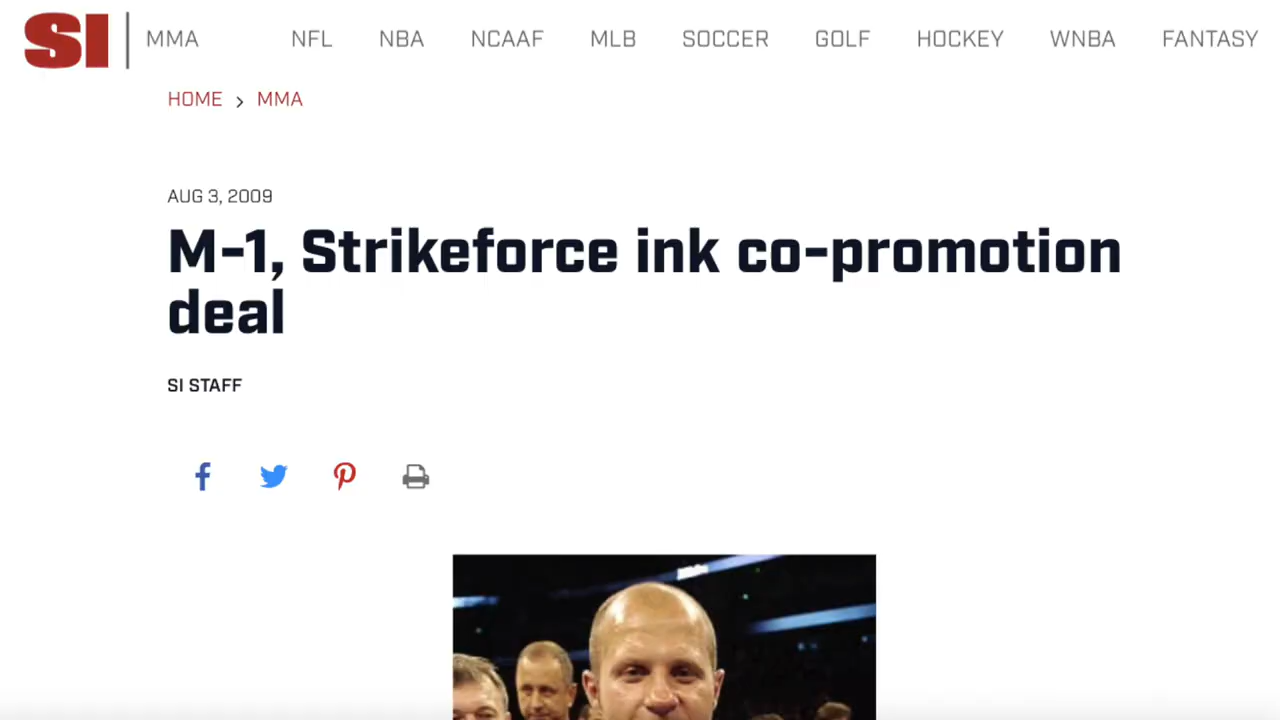 SI MMA NFL NBA NCAAF MLB SOCCER GOLF HOCKEY WNBA FANTASY
HOME > MMA
AUG 3, 2009
M-1, Strikeforce ink co-promotion
deal
SI STAFF